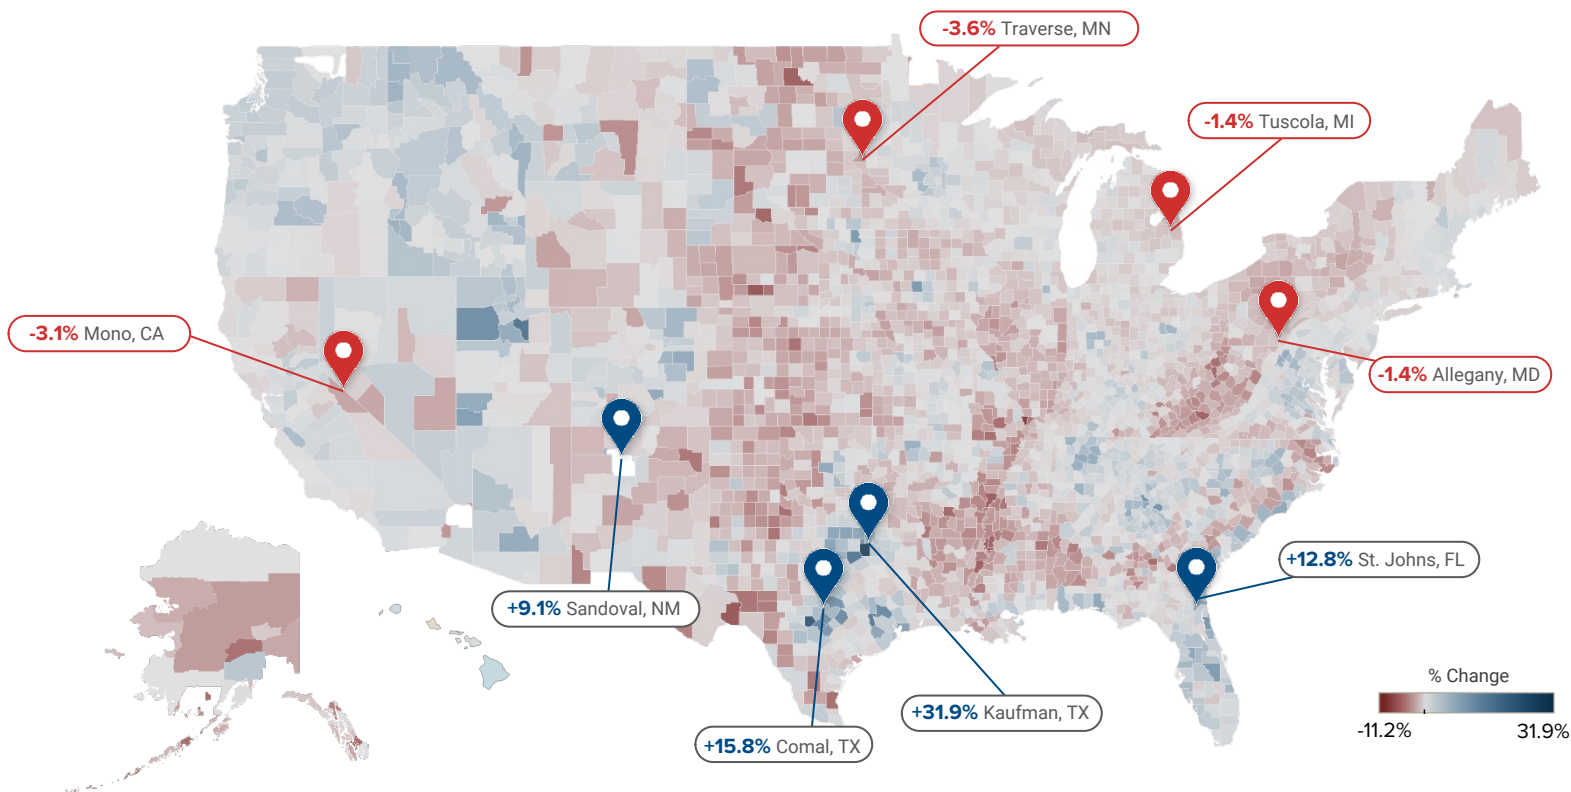 -3.6% Traverse, MN
-1.4% Tuscola, MI
-3.1% Mono, CA
-1.4% Allegany, MD
+12.8% St. Johns, FL
+9.1% Sandoval, NM
+31.9% Kaufman, TX
+15.8% Comal, TX
% Change
-11.2% 31.9%